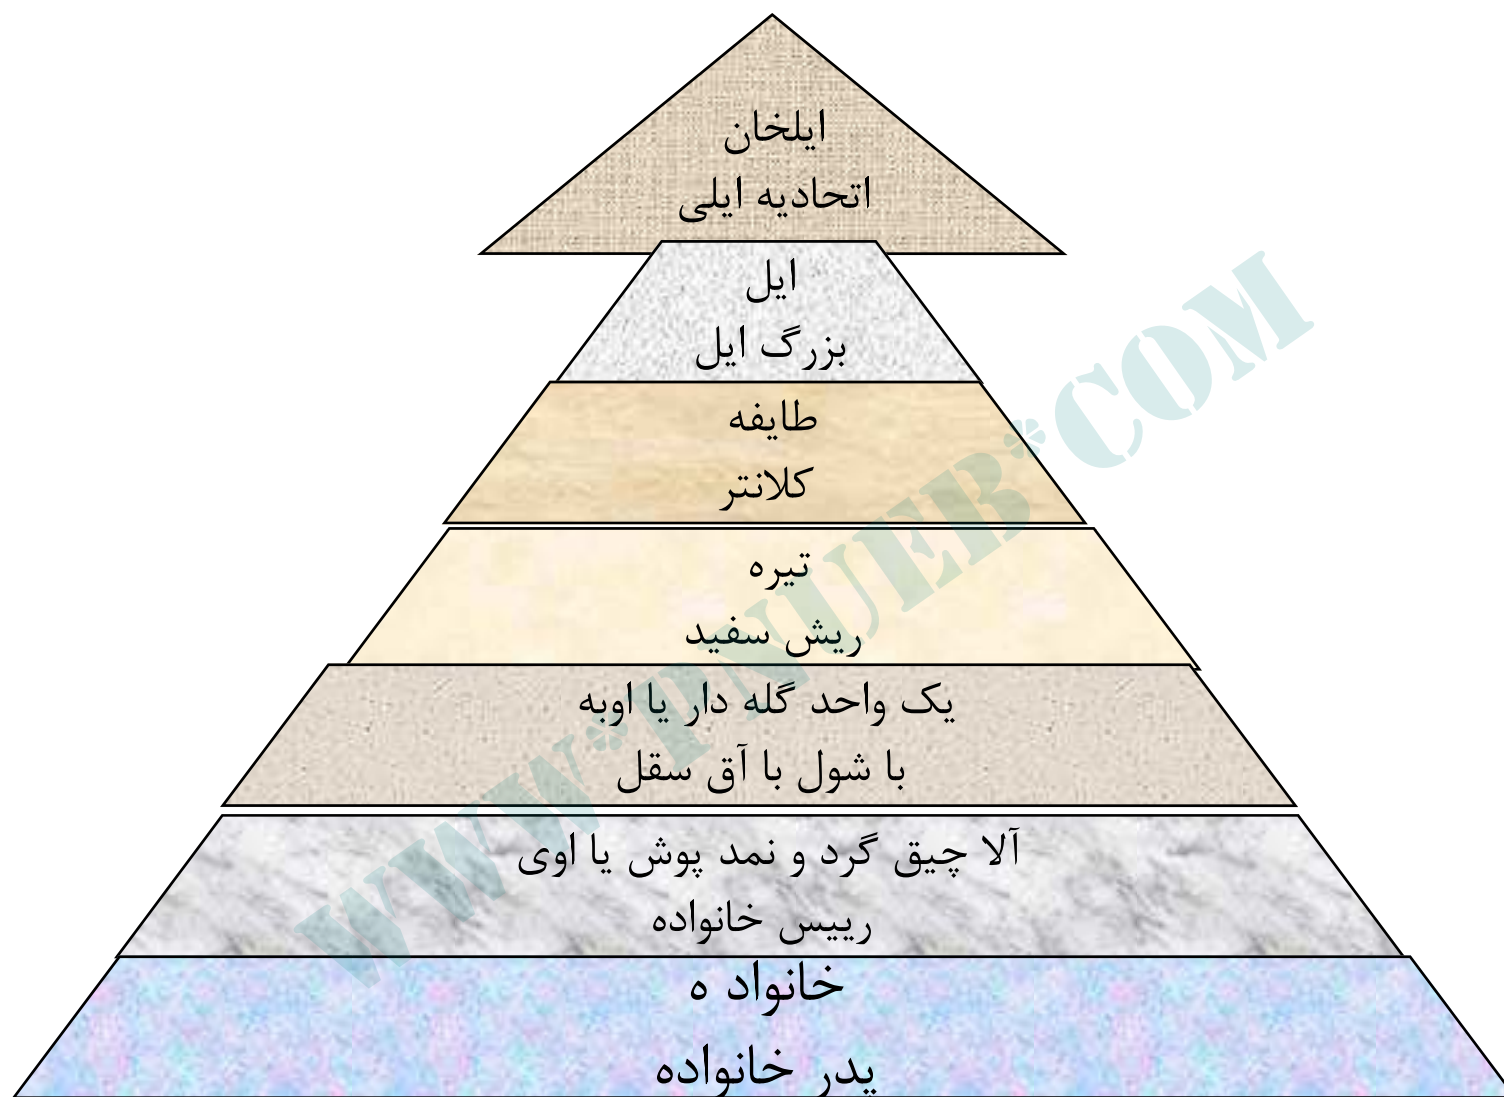 ایلخان
اتحادیه ایلی
ایل
بزرگ ایل
طایفه
کلانتر
تیره
ریش سفید
یک واحد گله دار یا اوبه
با شول با آق سقل
آلا چیق گرد و نمد پوش یا اوی
رییس خانواده
خانواد ه
پدر خانواده
WWW*PNUEB*COM